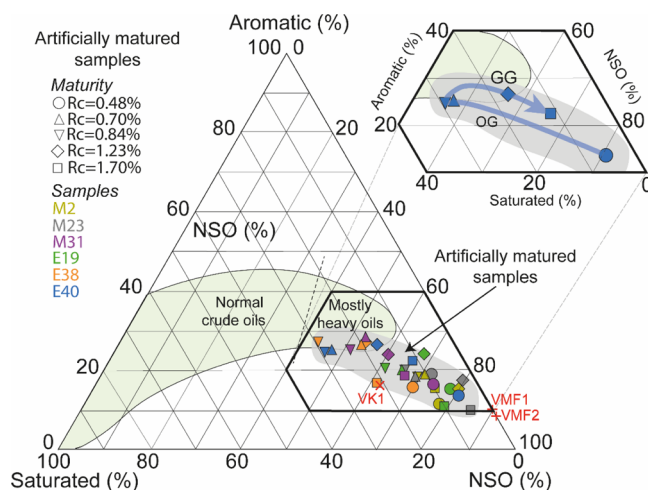 Artificially matured
samples
Maturity
Rc=0.48%
Rc=0.70%
Rc=0.84%
Rc=1.23%
Rc=1.70%
Samples
M2
M23
M31
E19
E38
E40
Aromatic (%)
100 0
80 20
60 40
NSO (%)
40 60
20 80
0 100
100 80 60 40 20 0
Saturated (%)
NSO (%)
Normal
crude oils
Mostly
heavy oils
Artificially matured
samples
VK1
VMF1
VMF2
40 60
Aromatic (%)
NSO (%)
GG
OG
20 80
40 20 0
Saturated (%)